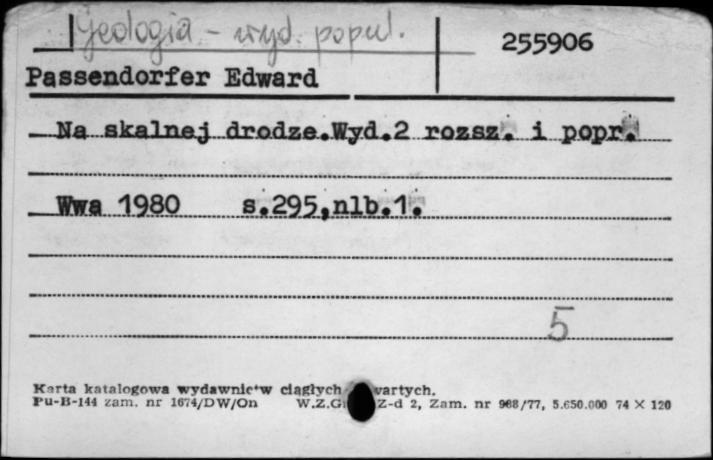 Geologia - wyd. popul.
255906
Passendorfer Edward
Na skalnej drodze.Wyd.2 rozsz. i popr.
Wwa 1980 s.295,nlb.1.
5
Karta katalogowa wydawnictw ciągłych
Pu-B-144 zam. nr 1674/DW/On W.Z.G. Z-d 2, Zam. nr 968/77, 5.650.000 74 × 120